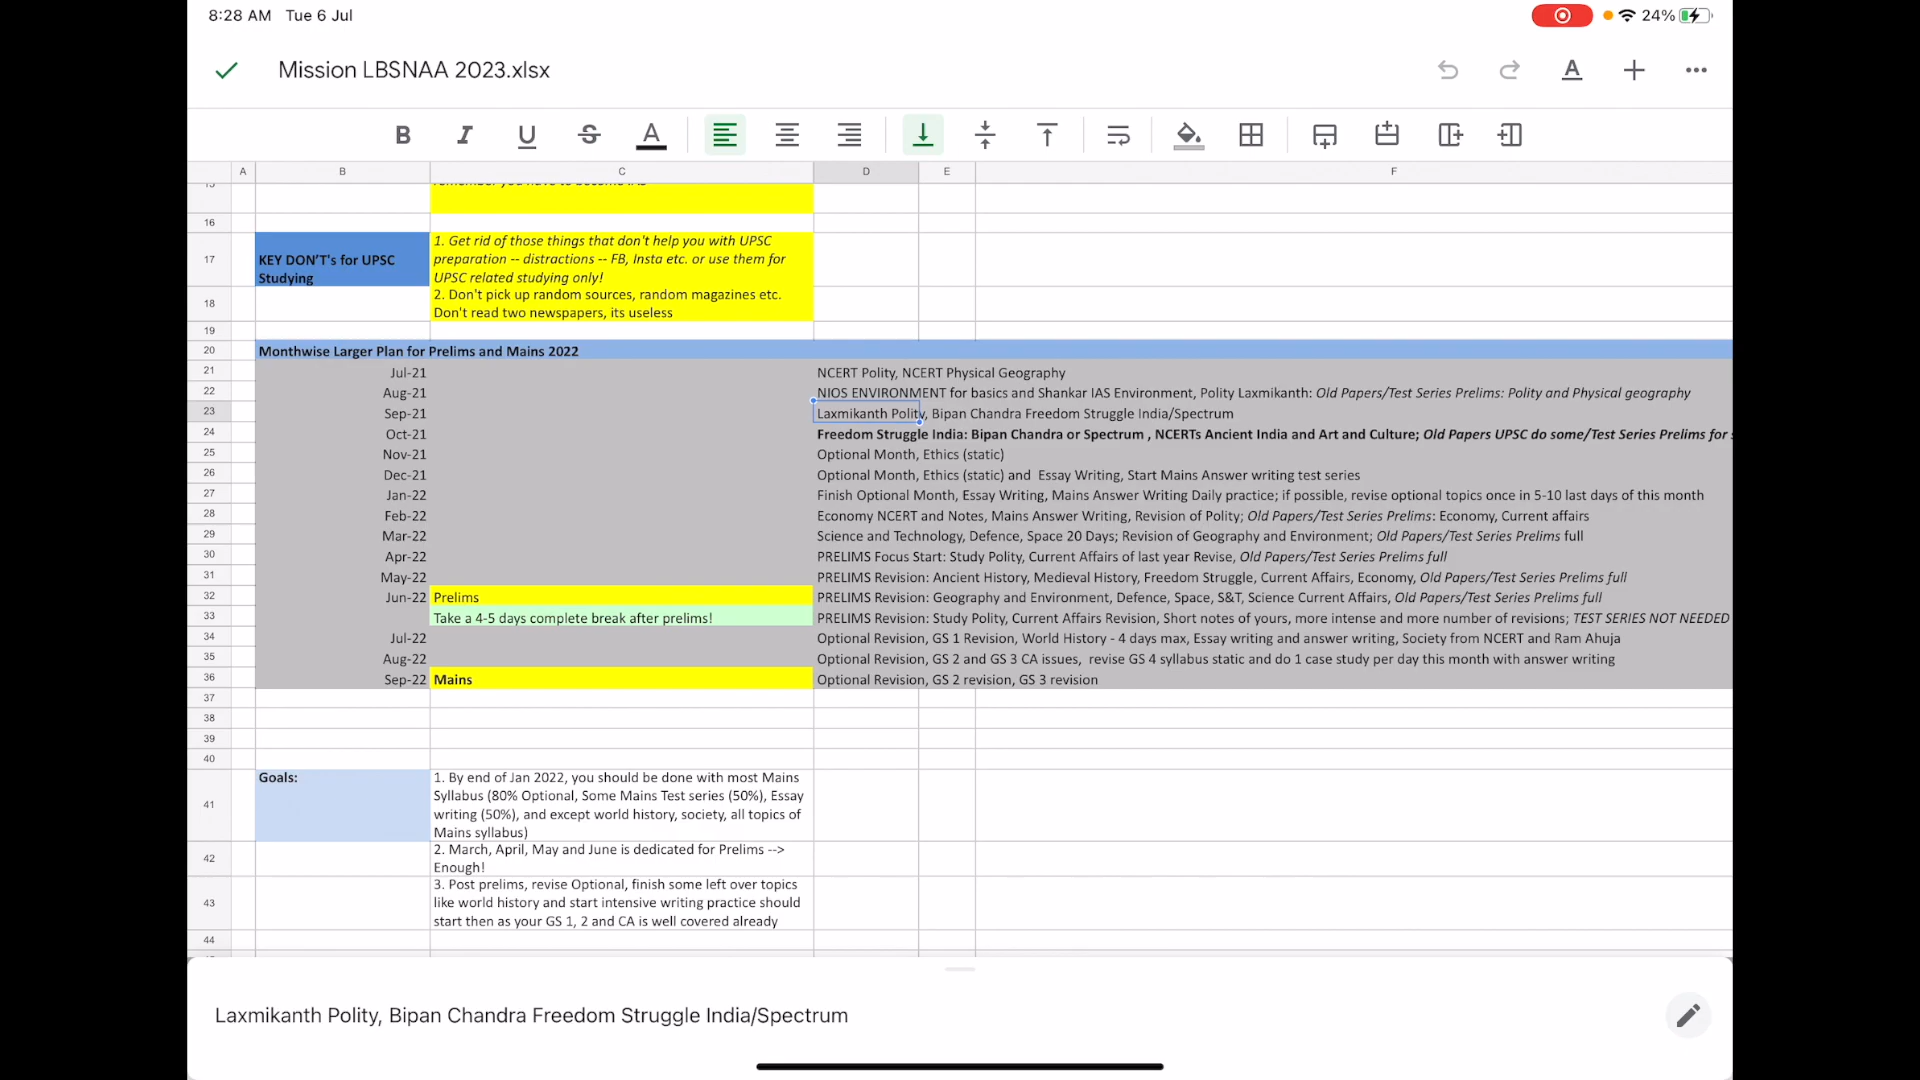 8:28 AM Tue 6 Jul
24%
Mission LBSNAA 2023.xlsx
A B C D E F
16
17 KEY DON'T's for UPSC Studying
1. Get rid of those things that don't help you with UPSC
preparation -- distractions -- FB, Insta etc. or use them for
UPSC related studying only!
18 2. Don't pick up random sources, random magazines etc.
Don't read two newspapers, its useless
19
20 Monthwise Larger Plan for Prelims and Mains 2022
21 Jul-21 NCERT Polity, NCERT Physical Geography
22 Aug-21 NIOS ENVIRONMENT for basics and Shankar IAS Environment, Polity Laxmikanth: Old Papers/Test Series Prelims: Polity and Physical geography
23 Sep-21 Laxmikanth Polity, Bipan Chandra Freedom Struggle India/Spectrum
24 Oct-21 Freedom Struggle India: Bipan Chandra or Spectrum , NCERTs Ancient India and Art and Culture; Old Papers UPSC do some/Test Series Prelims for
25 Nov-21 Optional Month, Ethics (static)
26 Dec-21 Optional Month, Ethics (static) and Essay Writing, Start Mains Answer writing test series
27 Jan-22 Finish Optional Month, Essay Writing, Mains Answer Writing Daily practice; if possible, revise optional topics once in 5-10 last days of this month
28 Feb-22 Economy NCERT and Notes, Mains Answer Writing, Revision of Polity; Old Papers/Test Series Prelims: Economy, Current affairs
29 Mar-22 Science and Technology, Defence, Space 20 Days; Revision of Geography and Environment; Old Papers/Test Series Prelims full
30 Apr-22 PRELIMS Focus Start: Study Polity, Current Affairs of last year Revise, Old Papers/Test Series Prelims full
31 May-22 PRELIMS Revision: Ancient History, Medieval History, Freedom Struggle, Current Affairs, Economy, Old Papers/Test Series Prelims full
32 Jun-22 Prelims PRELIMS Revision: Geography and Environment, Defence, Space, S&T, Science Current Affairs, Old Papers/Test Series Prelims full
33 Take a 4-5 days complete break after prelims! PRELIMS Revision: Study Polity, Current Affairs Revision, Short notes of yours, more intense and more number of revisions; TEST SERIES NOT NEEDED
34 Jul-22 Optional Revision, GS 1 Revision, World History - 4 days max, Essay writing and answer writing, Society from NCERT and Ram Ahuja
35 Aug-22 Optional Revision, GS 2 and GS 3 CA issues, revise GS 4 syllabus static and do 1 case study per day this month with answer writing
36 Sep-22 Mains Optional Revision, GS 2 revision, GS 3 revision
37
38
39
40
41 Goals: 1. By end of Jan 2022, you should be done with most Mains
Syllabus (80% Optional, Some Mains Test series (50%), Essay
writing (50%), and except world history, society, all topics of
Mains syllabus)
42 2. March, April, May and June is dedicated for Prelims -->
Enough!
43 3. Post prelims, revise Optional, finish some left over topics
like world history and start intensive writing practice should
start then as your GS 1, 2 and CA is well covered already
44
Laxmikanth Polity, Bipan Chandra Freedom Struggle India/Spectrum